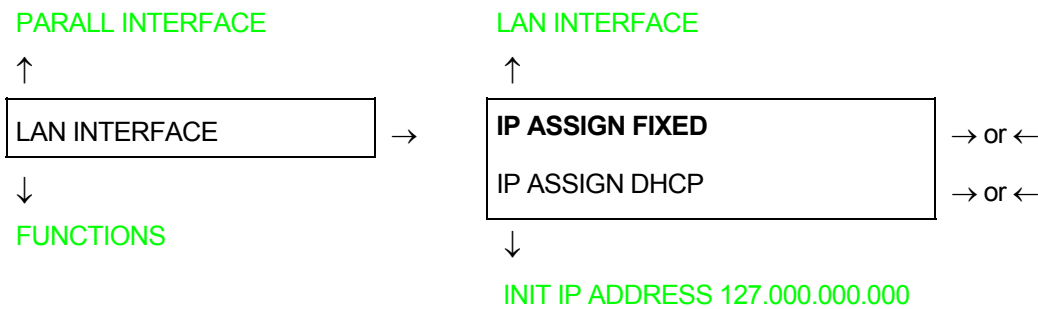 PARALL INTERFACE
↑
LAN INTERFACE →
↓
FUNCTIONS
LAN INTERFACE
↑
IP ASSIGN FIXED → or ←
IP ASSIGN DHCP → or ←
↓
INIT IP ADDRESS 127.000.000.000